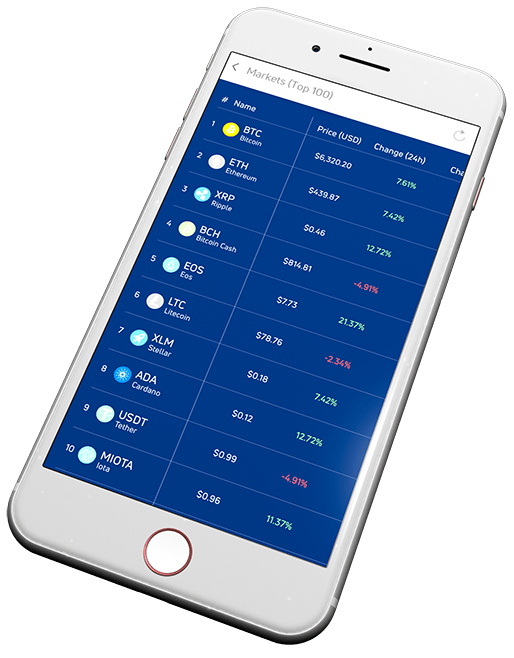 Markets (Top 100)
# Name Price (USD) Change (24h) Cha
1 BTC $6,320.20 7.61%
Bitcoin
2 ETH $439.87 7.42%
Ethereum
3 XRP $0.46 12.72%
Ripple
4 BCH $814.81 -4.91%
Bitcoin Cash
5 EOS $7.73 21.37%
Eos
6 LTC $78.76 -2.34%
Litecoin
7 XLM $0.18 7.42%
Stellar
8 ADA $0.12 12.72%
Cardano
9 USDT $0.99 -4.91%
Tether
10 MIOTA $0.96 11.37%
Iota